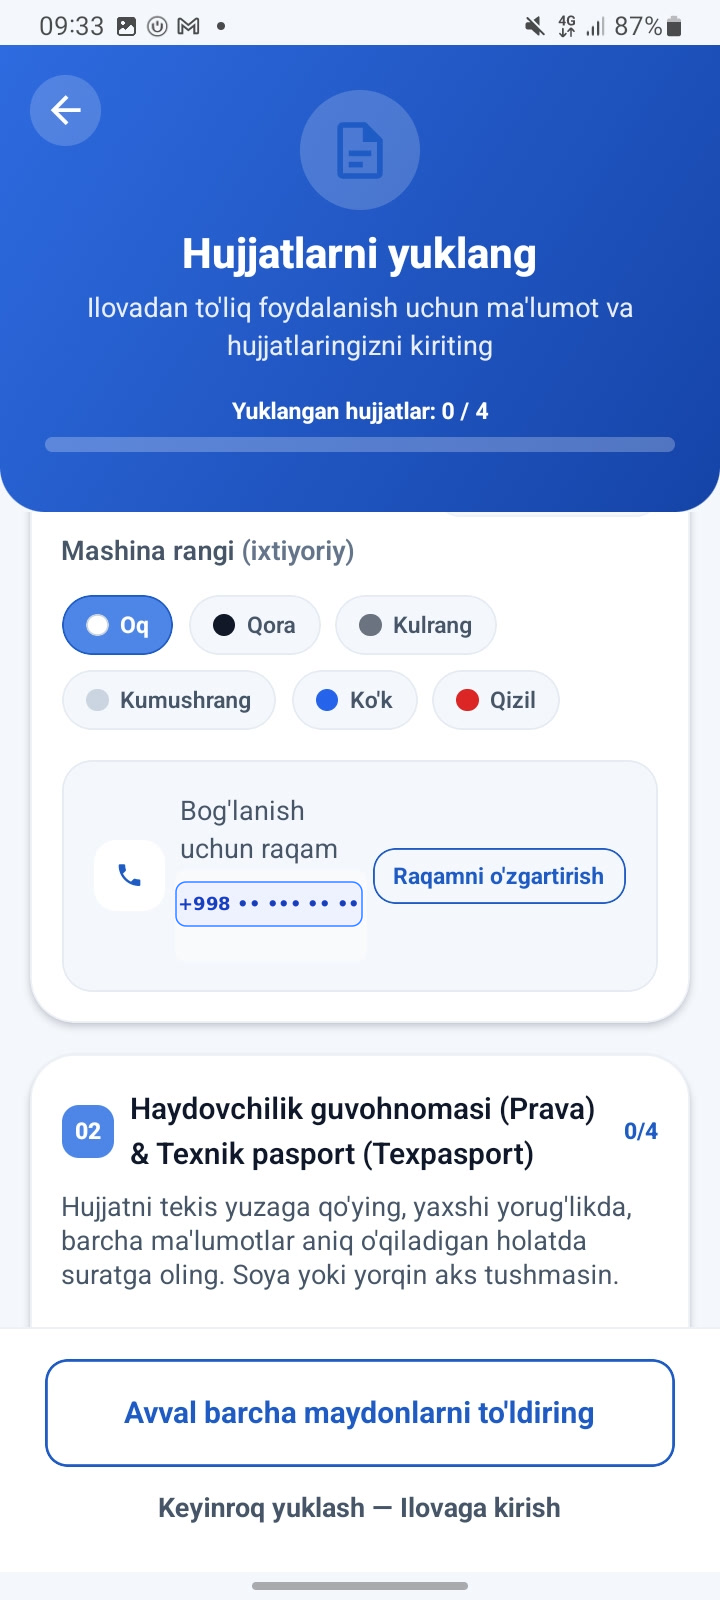 09:33
4G
87%
Hujjatlarni yuklang
Ilovadan to'liq foydalanish uchun ma'lumot va
hujjatlaringizni kiriting
Yuklangan hujjatlar: 0 / 4
Mashina rangi (ixtiyoriy)
Oq
Qora
Kulrang
Kumushrang
Ko'k
Qizil
Bog'lanish
uchun raqam
+998 •• ••• •• ••
Raqamni o'zgartirish
02
Haydovchilik guvohnomasi (Prava)
& Texnik pasport (Texpasport)
0/4
Hujjatni tekis yuzaga qo'ying, yaxshi yorug'likda,
barcha ma'lumotlar aniq o'qiladigan holatda
suratga oling. Soya yoki yorqin aks tushmasin.
Avval barcha maydonlarni to'ldiring
Keyinroq yuklash — Ilovaga kirish